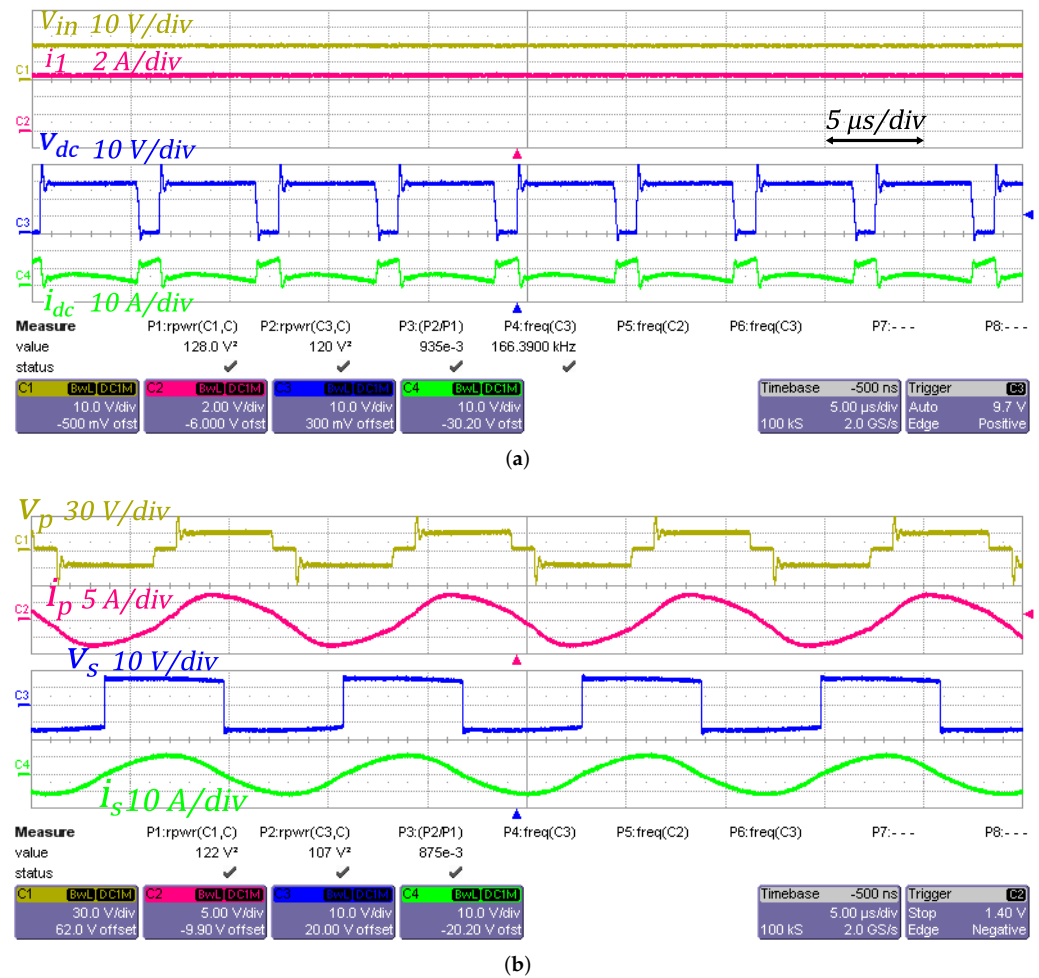 V_in 10 V/div
C1
i_1 2 A/div
C2
5 μs/div
v_dc 10 V/div
C3
C4
i_dc 10 A/div
Measure P1:rpwr(C1,C) P2:rpwr(C3,C) P3:(P2/P1) P4:freq(C3) P5:freq(C2) P6:freq(C3) P7:- - - P8:- - -
value 128.0 V² 120 V² 935e-3 166.3900 kHz
status
C1 BwL DC1M C2 BwL DC1M C3 BwL DC1M C4 BwL DC1M Timebase -500 ns Trigger C3
10.0 V/div 2.00 V/div 10.0 V/div 10.0 V/div 5.00 µs/div Auto 9.7 V
-500 mV ofst -6.000 V ofst 300 mV offset -30.20 V ofst 100 kS 2.0 GS/s Edge Positive
(a)
V_p 30 V/div
C1
i_p 5 A/div
C2
V_s 10 V/div
C3
C4
i_s 10 A/div
Measure P1:rpwr(C1,C) P2:rpwr(C3,C) P3:(P2/P1) P4:freq(C3) P5:freq(C2) P6:freq(C3) P7:- - - P8:- - -
value 122 V² 107 V² 875e-3
status
C1 BwL DC1M C2 BwL DC1M C3 BwL DC1M C4 BwL DC1M Timebase -500 ns Trigger C2
30.0 V/div 5.00 V/div 10.0 V/div 10.0 V/div 5.00 µs/div Stop 1.40 V
62.0 V offset -9.90 V offset 20.00 V offset -20.20 V ofst 100 kS 2.0 GS/s Edge Negative
(b)